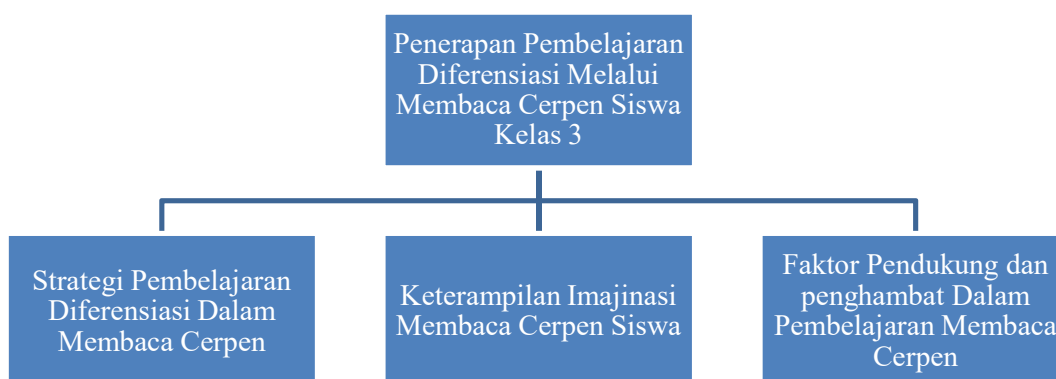 Penerapan Pembelajaran
Diferensiasi Melalui
Membaca Cerpen Siswa
Kelas 3
Strategi Pembelajaran
Diferensiasi Dalam
Membaca Cerpen
Keterampilan Imajinasi
Membaca Cerpen Siswa
Faktor Pendukung dan
penghambat Dalam
Pembelajaran Membaca
Cerpen